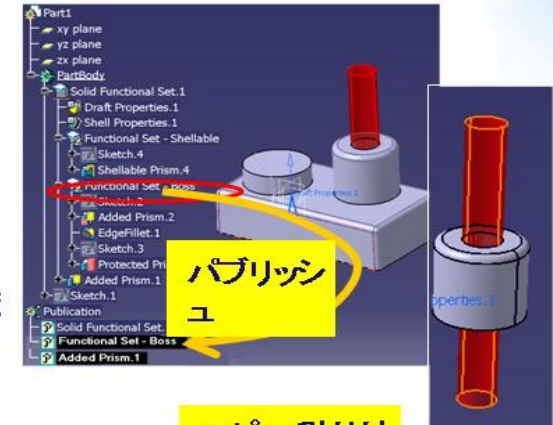 Part1
xy plane
yz plane
zx plane
PartBody
Solid Functional Set.1
Draft Properties.1
Shell Properties.1
Functional Set - Shellable
Sketch.4
Shellable Prism.4
Functional Set - Boss
Sketch.2
Added Prism.2
EdgeFillet.1
Sketch.3
Protected
Added Prism.1
Sketch.1
Publication
Solid Functional Set.
Functional Set - Boss
Added Prism.1
パブリッシ
ュ
Properties.1
operties.1